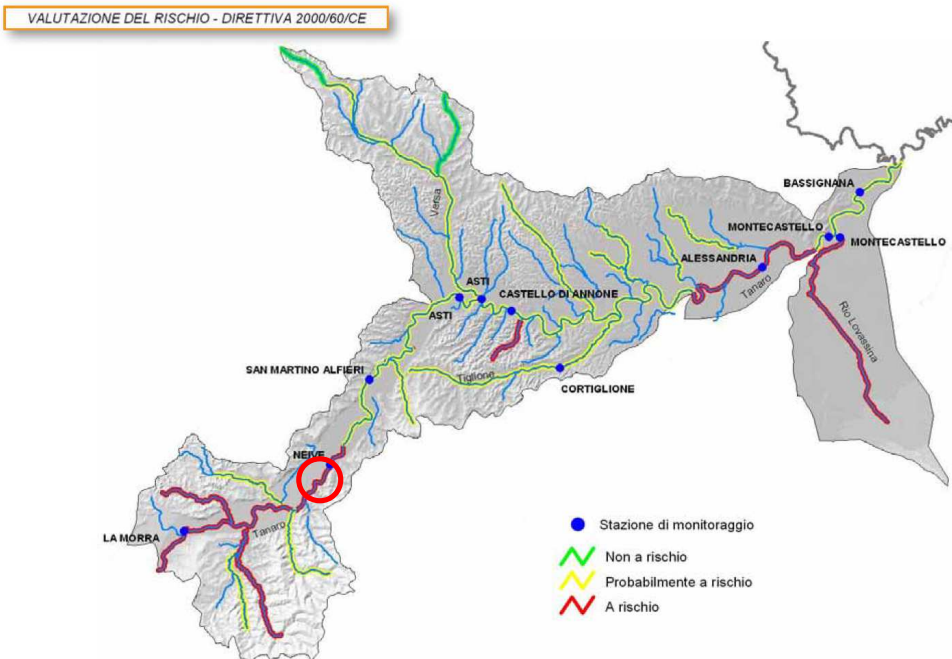 VALUTAZIONE DEL RISCHIO - DIRETTIVA 2000/60/CE
BASSIGNANA
Versa
MONTECASTELLO
MONTECASTELLO
ALESSANDRIA
Tanaro
ASTI
CASTELLO DI ANNONE
ASTI
Rio Lovassina
SAN MARTINO ALFIERI
Tiglione
CORTIGLIONE
NEIVE
Tanaro
LA MORRA
Stazione di monitoraggio
Non a rischio
Probabilmente a rischio
A rischio